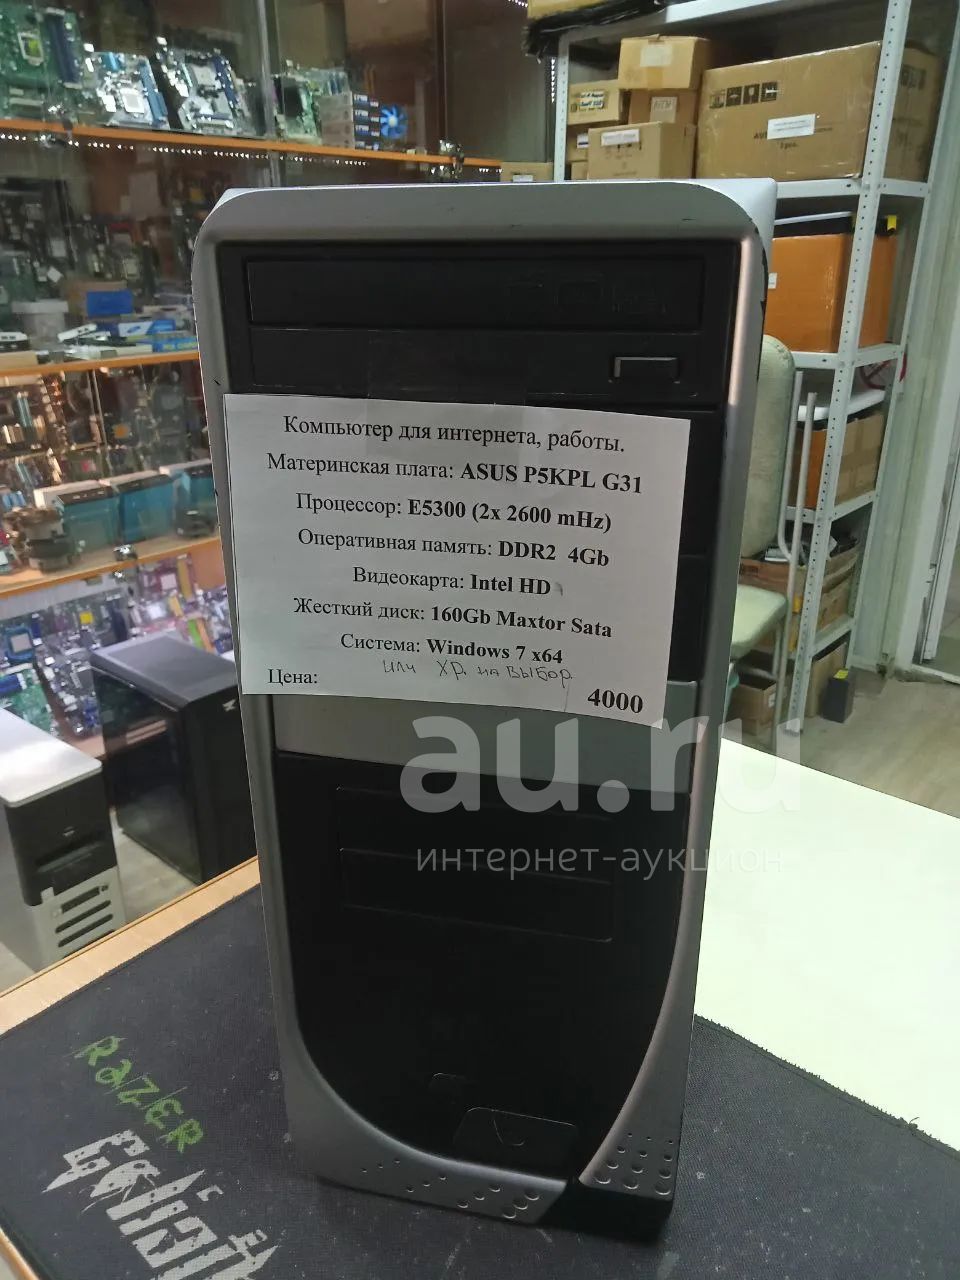 Компьютер для интернета, работы.
Материнская плата: ASUS P5KPL G31
Процессор: E5300 (2x 2600 mHz)
Оперативная память: DDR2 4Gb
Видеокарта: Intel HD
Жесткий диск: 160Gb Maxtor Sata
Система: Windows 7 x64
или XP на выбор
Цена: 4000
au.ru
интернет-аукцион
RAZER
Goliat